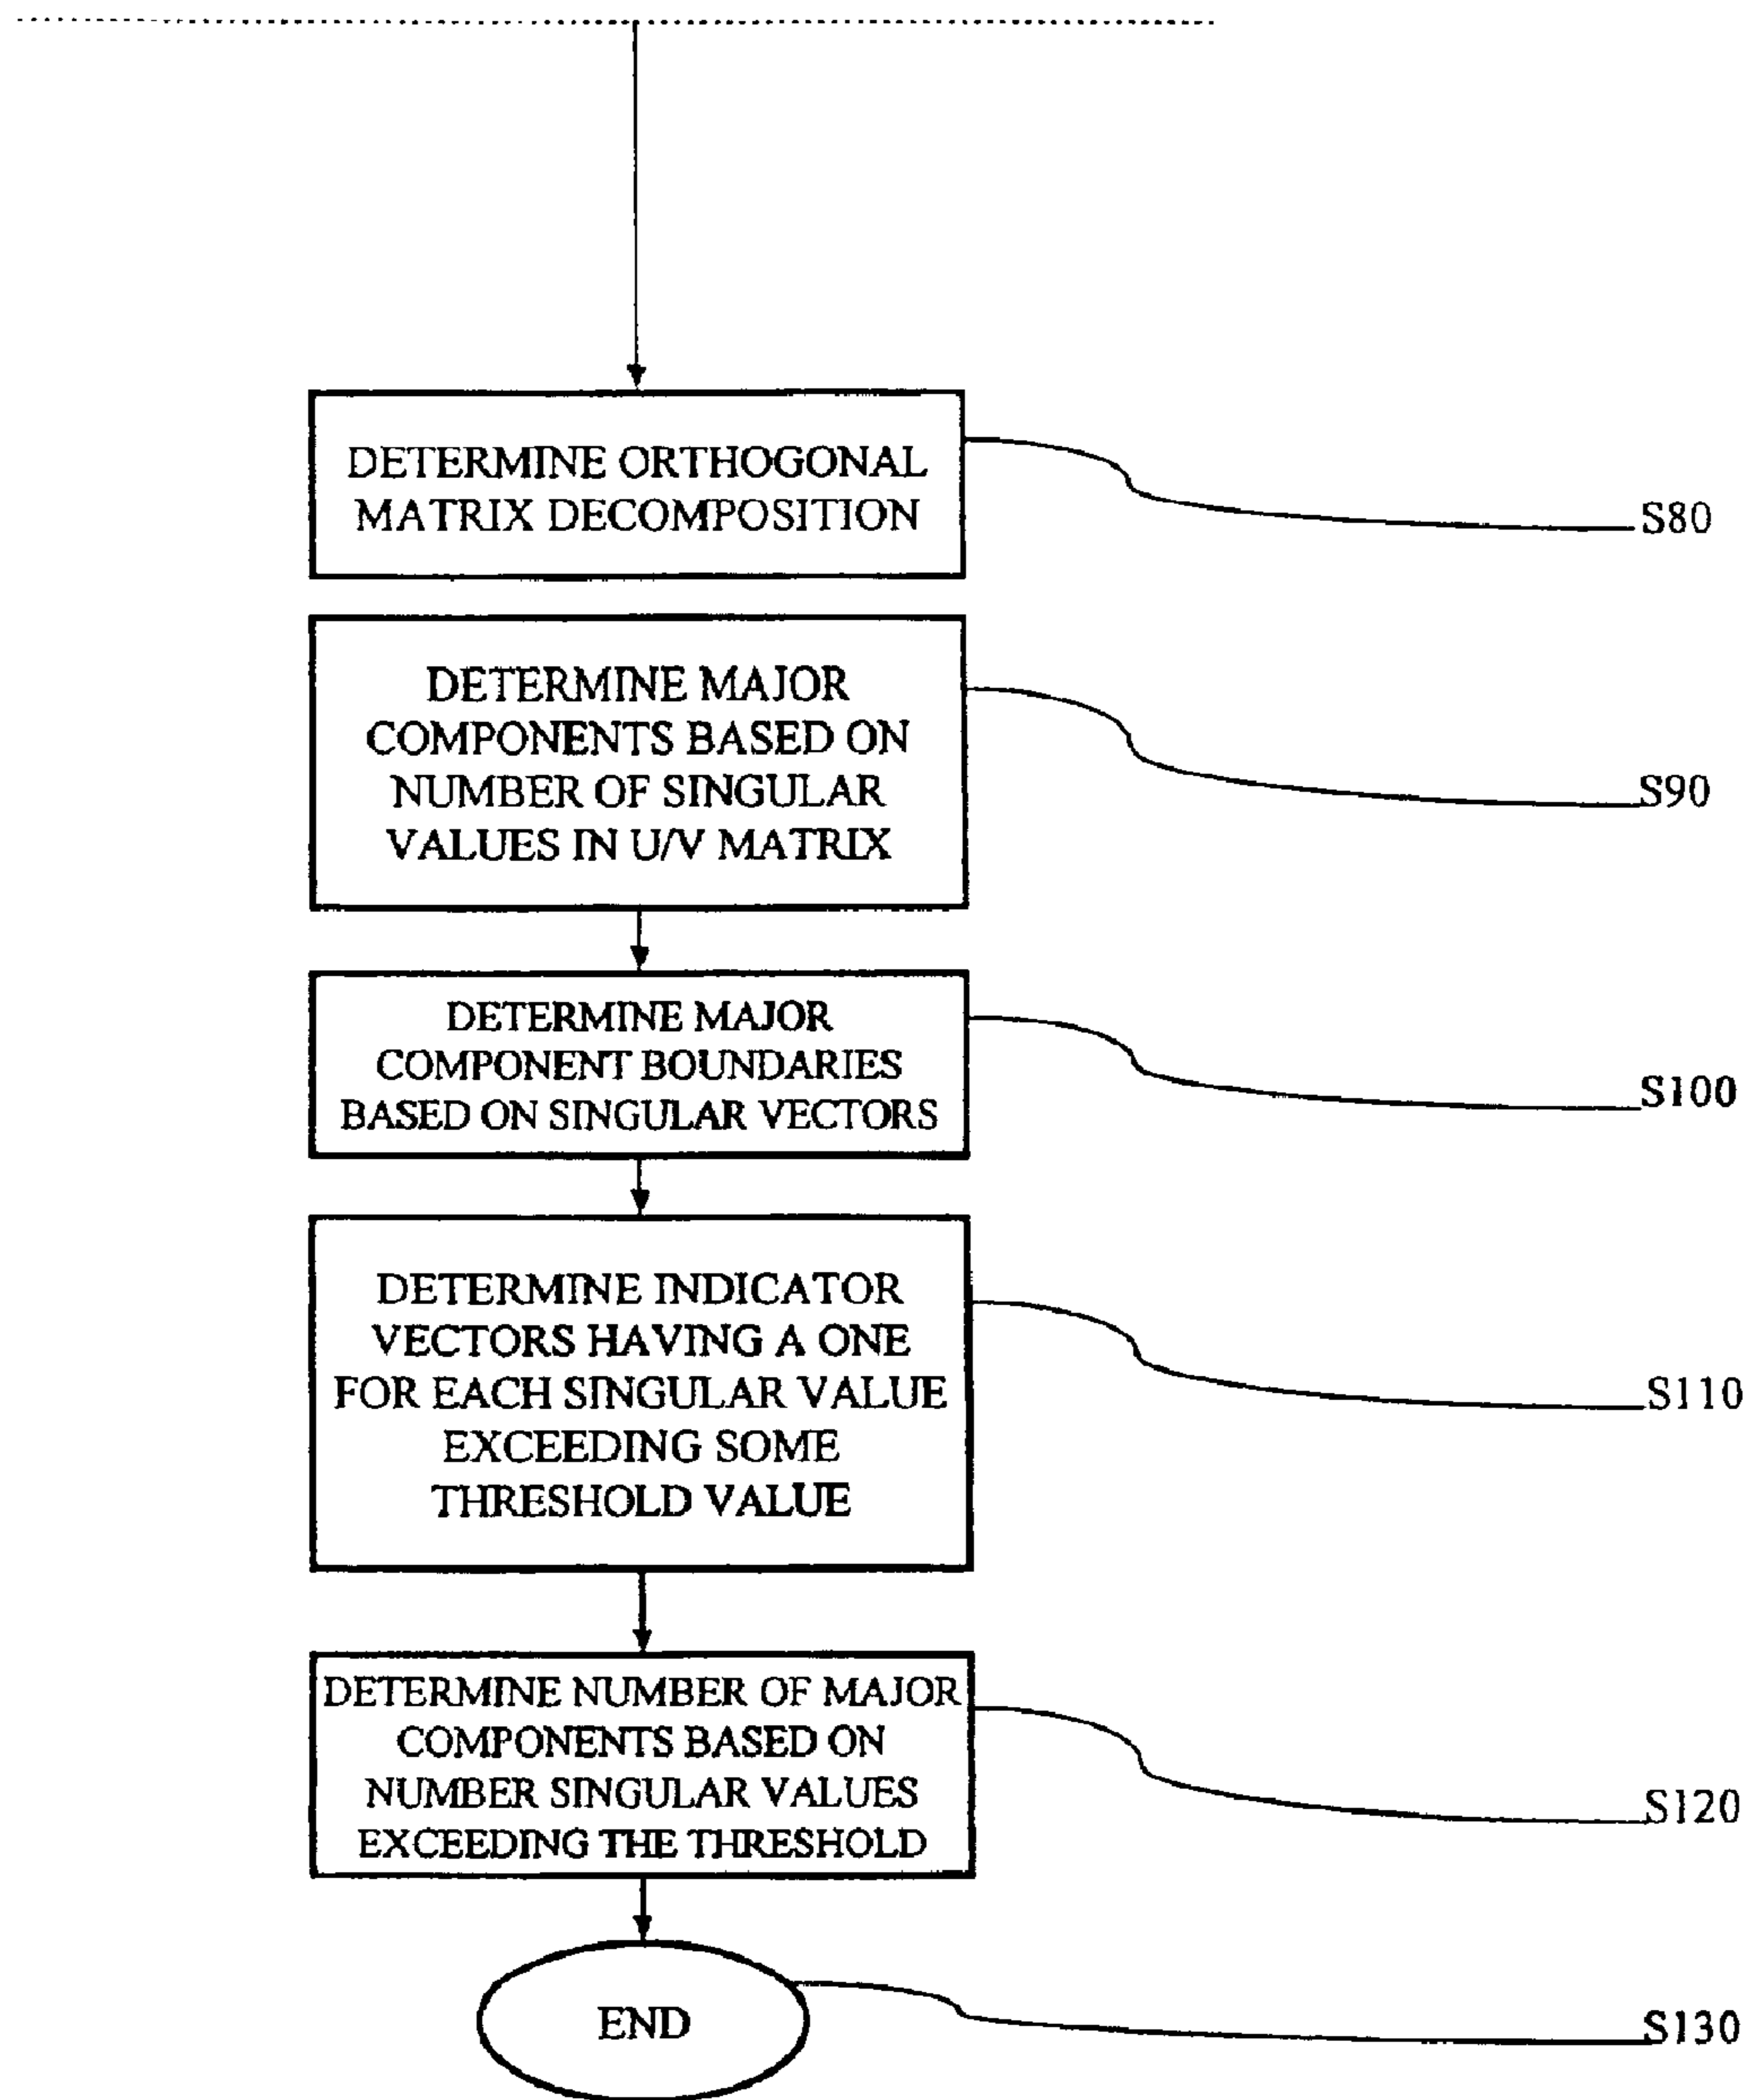 DETERMINE ORTHOGONAL
MATRIX DECOMPOSITION
S80
DETERMINE MAJOR
COMPONENTS BASED ON
NUMBER OF SINGULAR
VALUES IN U/V MATRIX
S90
DETERMINE MAJOR
COMPONENT BOUNDARIES
BASED ON SINGULAR VECTORS
S100
DETERMINE INDICATOR
VECTORS HAVING A ONE
FOR EACH SINGULAR VALUE
EXCEEDING SOME
THRESHOLD VALUE
S110
DETERMINE NUMBER OF MAJOR
COMPONENTS BASED ON
NUMBER SINGULAR VALUES
EXCEEDING THE THRESHOLD
S120
END
S130